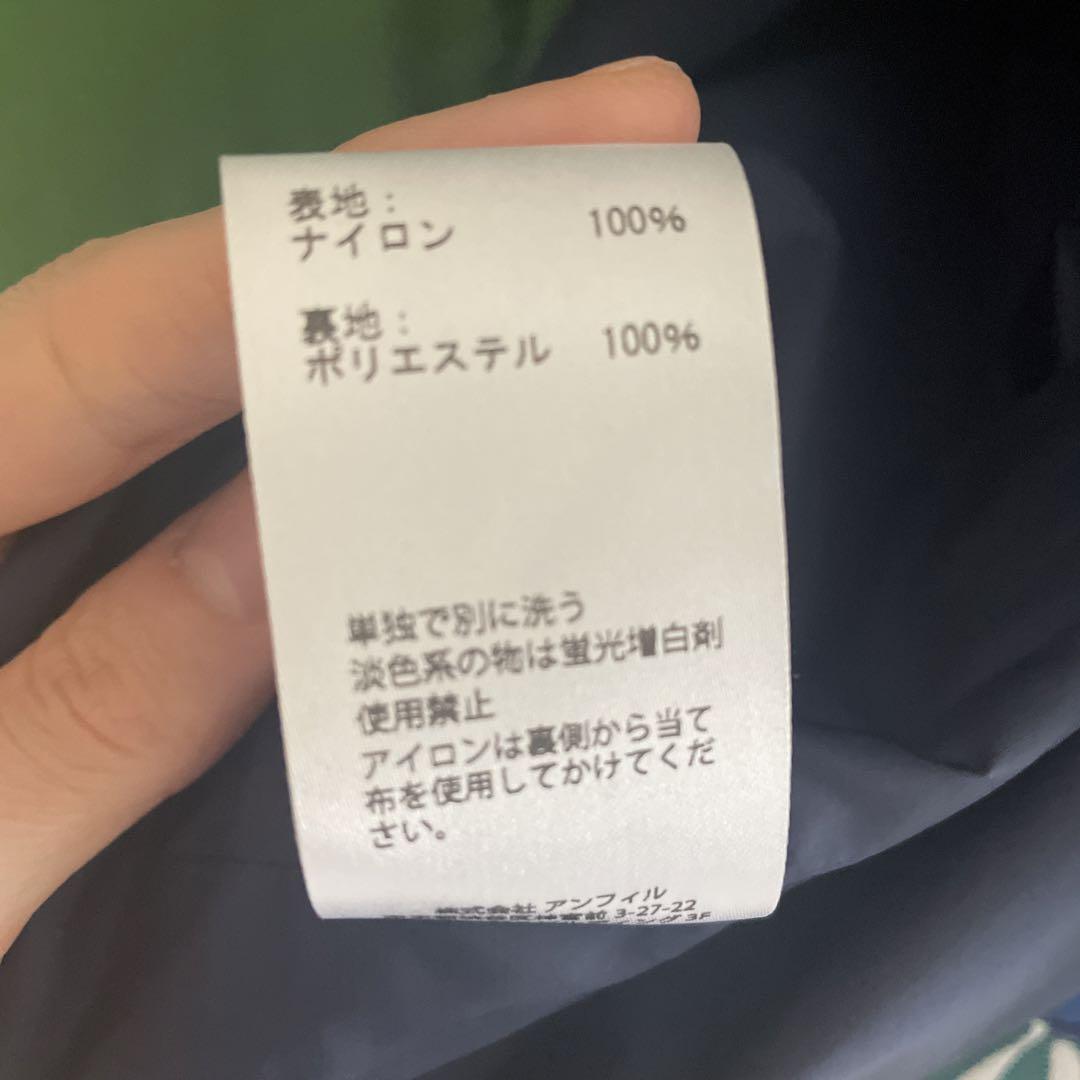 表地：
ナイロン 100%
裏地：
ポリエステル 100%
単独で別に洗う
淡色系の物は蛍光増白剤
使用禁止
アイロンは裏側から当て
布を使用してかけてくだ
さい。
株式会社 アンフィル
3-27-22
3F